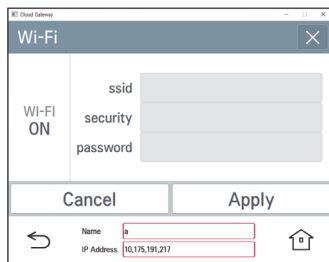 Cloud Gateway
Wi-Fi
ssid
WI-FI
ON
security
password
Cancel
Apply
Name
a
IP Address
10,175,191,217